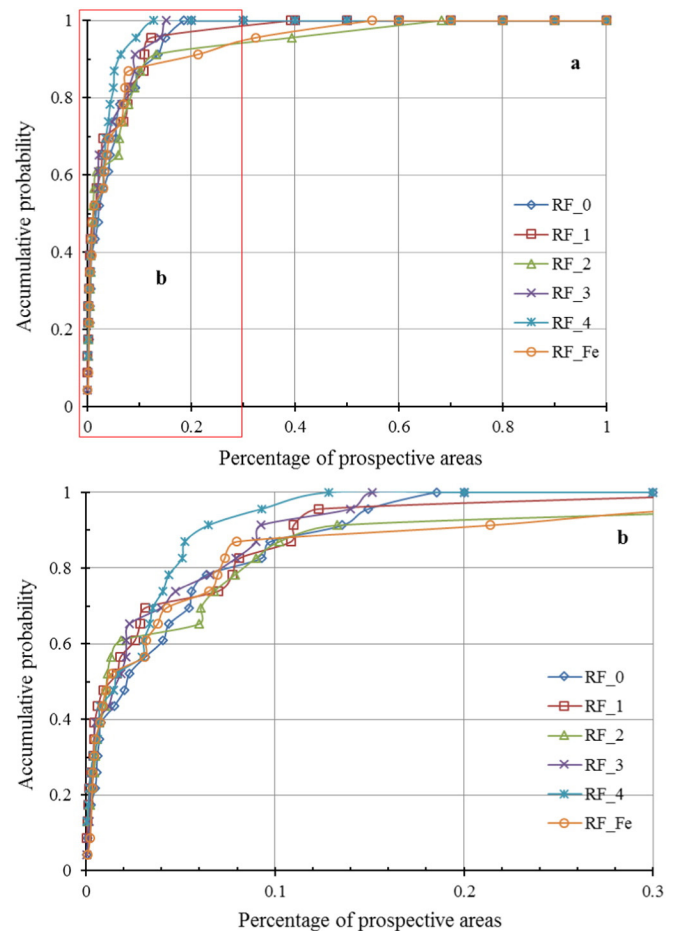 1
0.8
0.6
0.4
0.2
0
Accumulative probability
a
b
RF_0
RF_1
RF_2
RF_3
RF_4
RF_Fe
0 0.2 0.4 0.6 0.8 1
Percentage of prospective areas
1
0.8
0.6
0.4
0.2
0
Accumulative probability
b
RF_0
RF_1
RF_2
RF_3
RF_4
RF_Fe
0 0.1 0.2 0.3
Percentage of prospective areas